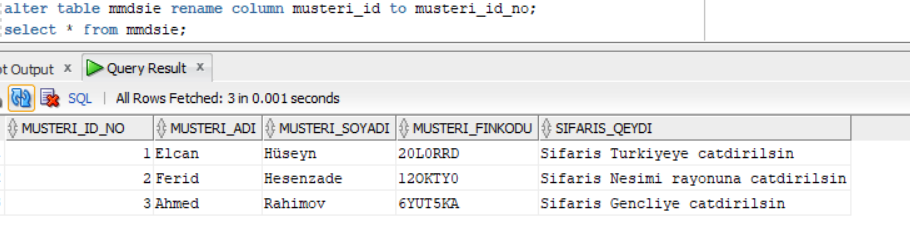 alter table mmdsie rename column musteri_id to musteri_id_no;
select * from mmdsie;
ot Output x Query Result x
SQL | All Rows Fetched: 3 in 0.001 seconds
MUSTERI_ID_NO MUSTERI_ADI MUSTERI_SOYADI MUSTERI_FINKODU SIFARIS_QEYDI
1 Elcan Hüseyn 20L0RRD Sifaris Turkiyeye catdirilsin
2 Ferid Hesenzade 12OKTY0 Sifaris Nesimi rayonuna catdirilsin
3 Ahmed Rahimov 6YUT5KA Sifaris Gencliye catdirilsin